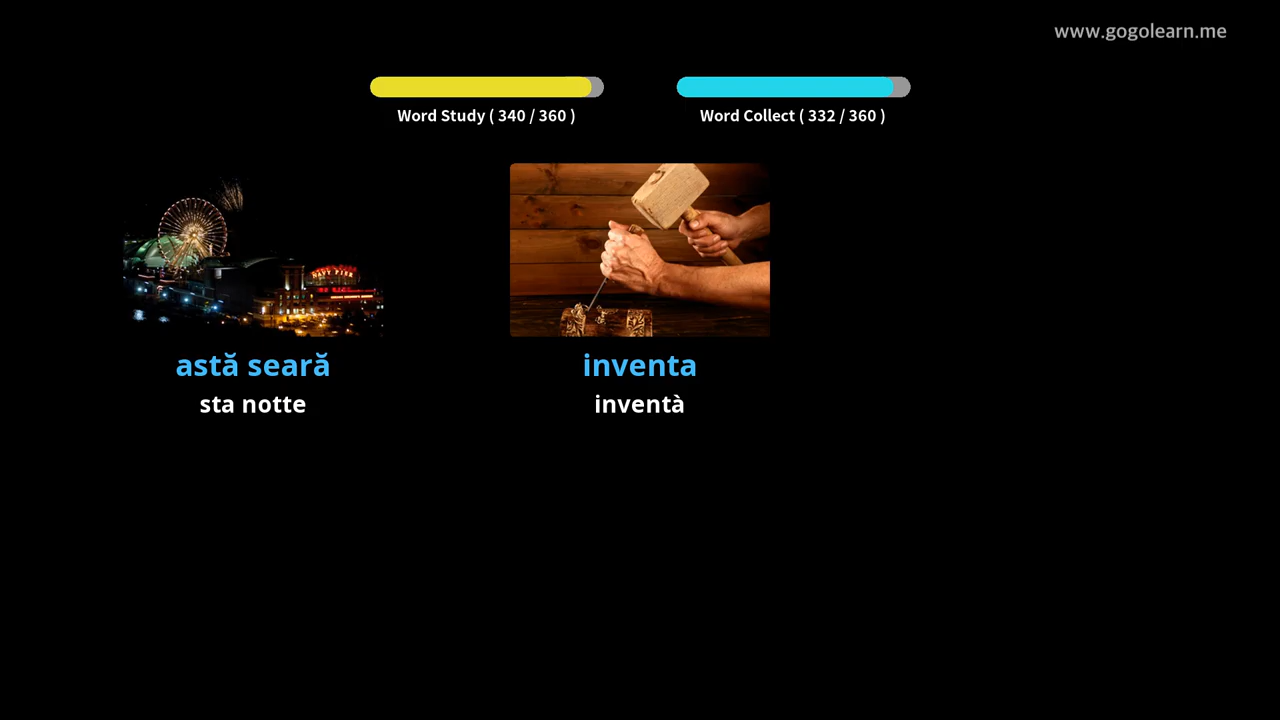 www.gogolearn.me
Word Study ( 340 / 360 )
Word Collect ( 332 / 360 )
astă seară
sta notte
inventa
inventà